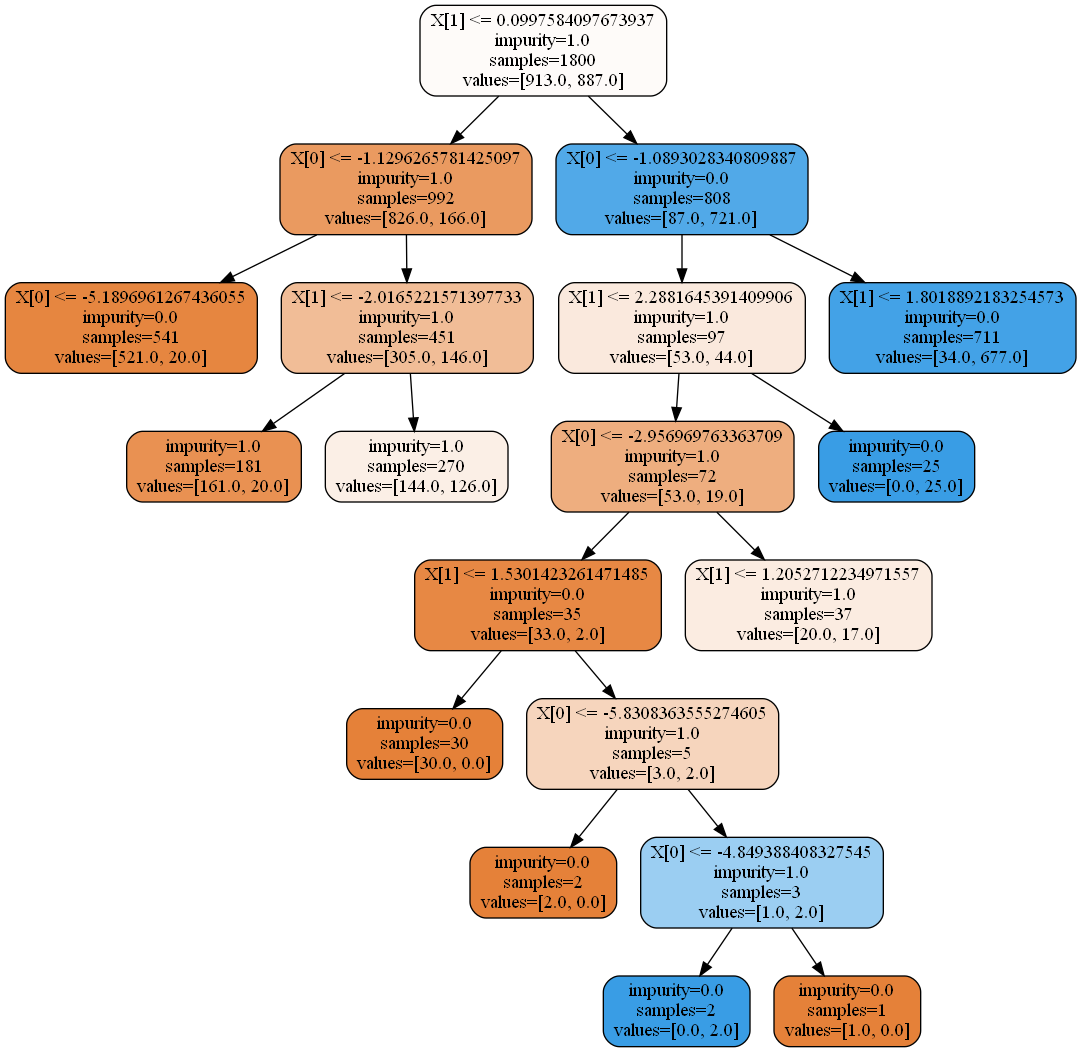 X[1] <= 0.0997584097673937
impurity=1.0
samples=1800
values=[913.0, 887.0]
X[0] <= -1.1296265781425097
impurity=1.0
samples=992
values=[826.0, 166.0]
X[0] <= -1.0893028340809887
impurity=0.0
samples=808
values=[87.0, 721.0]
X[0] <= -5.1896961267436055
impurity=0.0
samples=541
values=[521.0, 20.0]
X[1] <= -2.0165221571397733
impurity=1.0
samples=451
values=[305.0, 146.0]
X[1] <= 2.2881645391409906
impurity=1.0
samples=97
values=[53.0, 44.0]
X[1] <= 1.8018892183254573
impurity=0.0
samples=711
values=[34.0, 677.0]
impurity=1.0
samples=181
values=[161.0, 20.0]
impurity=1.0
samples=270
values=[144.0, 126.0]
X[0] <= -2.956969763363709
impurity=1.0
samples=72
values=[53.0, 19.0]
impurity=0.0
samples=25
values=[0.0, 25.0]
X[1] <= 1.5301423261471485
impurity=0.0
samples=35
values=[33.0, 2.0]
X[1] <= 1.2052712234971557
impurity=1.0
samples=37
values=[20.0, 17.0]
impurity=0.0
samples=30
values=[30.0, 0.0]
X[0] <= -5.8308363555274605
impurity=1.0
samples=5
values=[3.0, 2.0]
impurity=0.0
samples=2
values=[2.0, 0.0]
X[0] <= -4.849388408327545
impurity=1.0
samples=3
values=[1.0, 2.0]
impurity=0.0
samples=2
values=[0.0, 2.0]
impurity=0.0
samples=1
values=[1.0, 0.0]